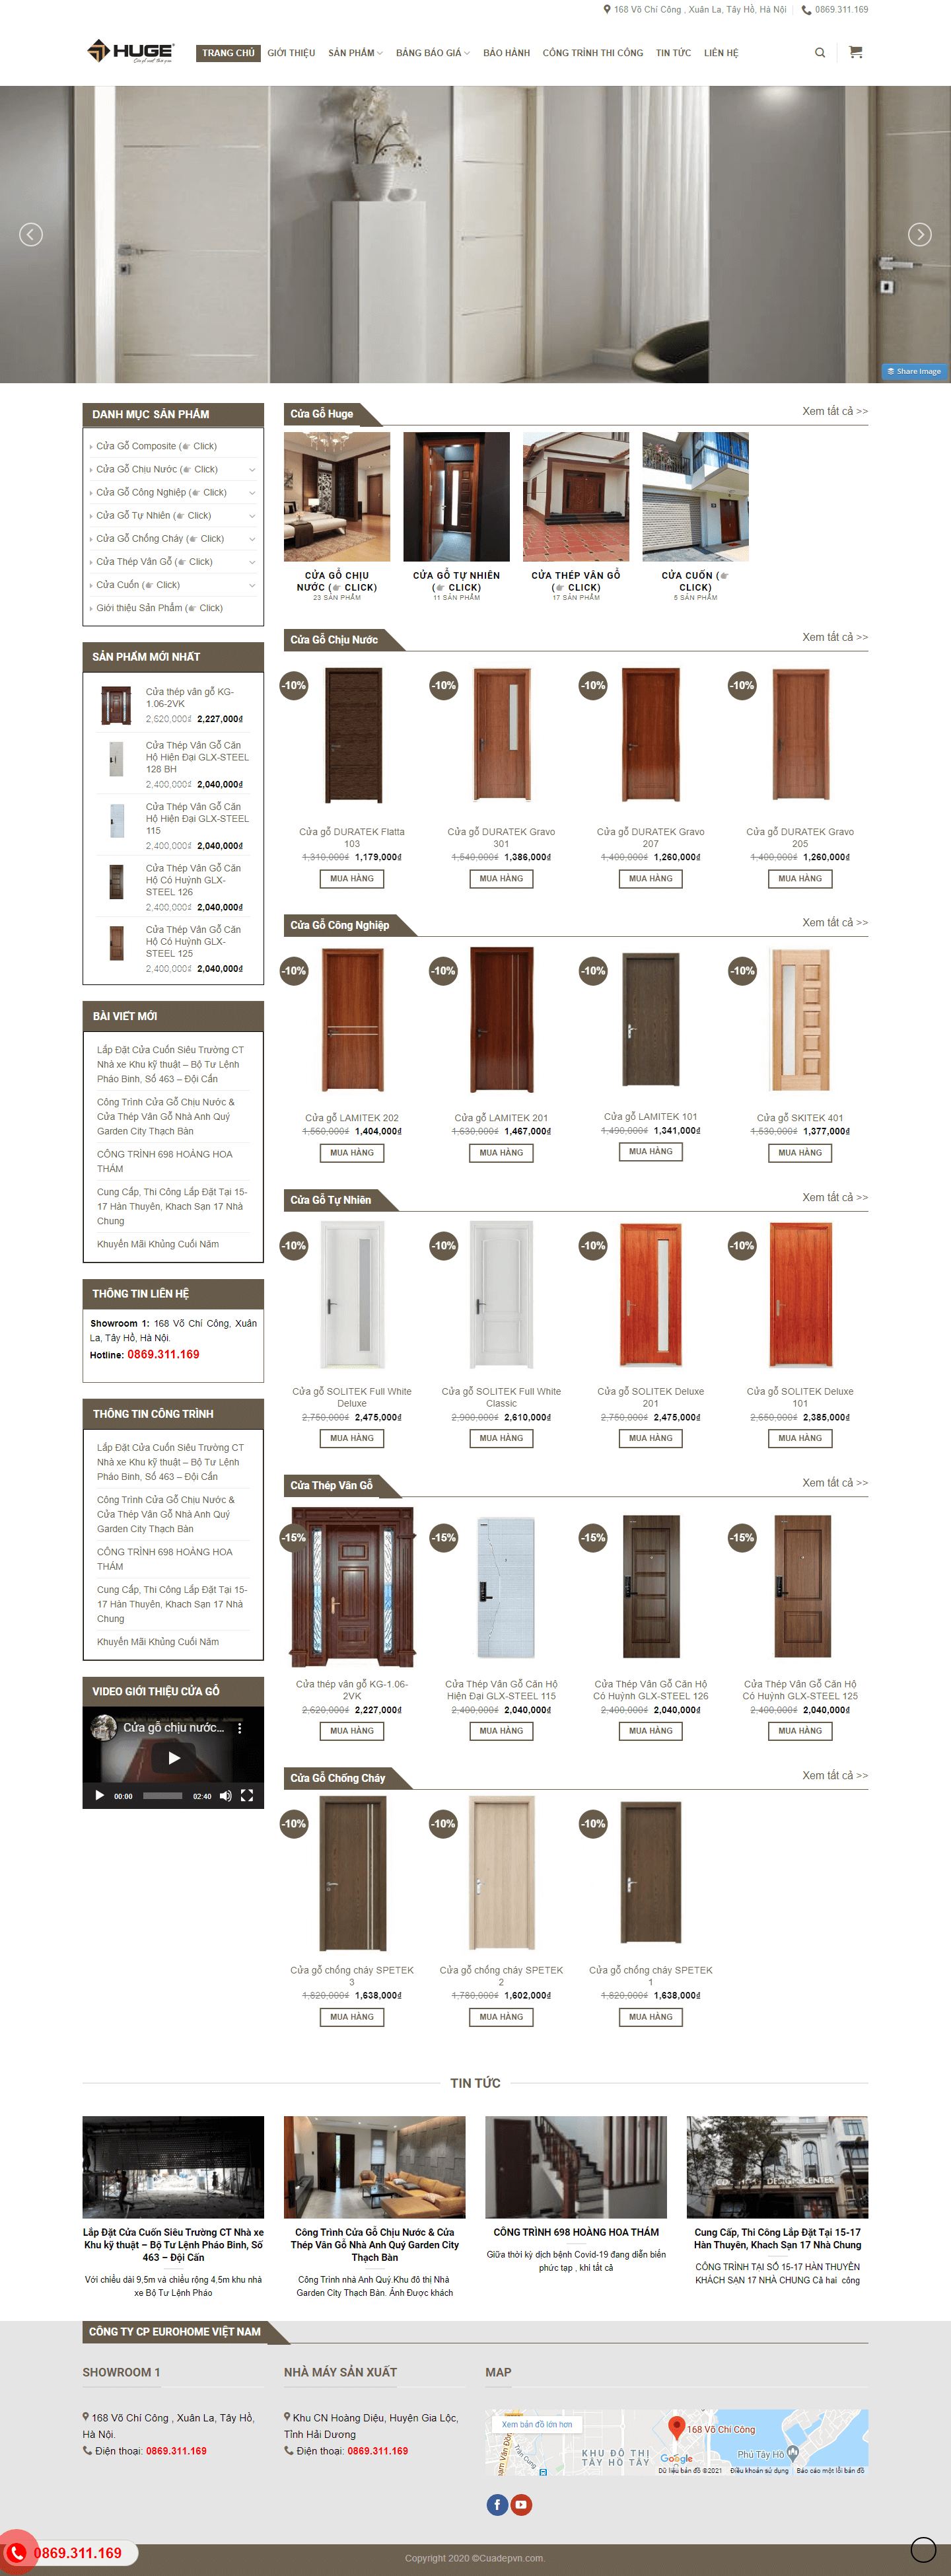 168 Võ Chí Công , Xuân La, Tây Hồ, Hà Nội
0869.311.169
HUGE
TRANG CHỦ
GIỚI THIỆU
SẢN PHẨM
BẢNG BÁO GIÁ
BẢO HÀNH
CÔNG TRÌNH THI CÔNG
TIN TỨC
LIÊN HỆ
Share Image
DANH MỤC SẢN PHẨM
Cửa Gỗ Composite (Click)
Cửa Gỗ Chịu Nước (Click)
Cửa Gỗ Công Nghiệp (Click)
Cửa Gỗ Tự Nhiên (Click)
Cửa Gỗ Chống Cháy (Click)
Cửa Thép Vân Gỗ (Click)
Cửa Cuốn (Click)
Giới thiệu Sản Phẩm (Click)
SẢN PHẨM MỚI NHẤT
Cửa thép vân gỗ KG-
1.06-2VK
2,620,000₫ 2,227,000₫
Cửa Thép Vân Gỗ Căn
Hộ Hiện Đại GLX-STEEL
128 BH
2,400,000₫ 2,040,000₫
Cửa Thép Vân Gỗ Căn
Hộ Hiện Đại GLX-STEEL
115
2,400,000₫ 2,040,000₫
Cửa Thép Vân Gỗ Căn
Hộ Có Huỳnh GLX-
STEEL 126
2,400,000₫ 2,040,000₫
Cửa Thép Vân Gỗ Căn
Hộ Có Huỳnh GLX-
STEEL 125
2,400,000₫ 2,040,000₫
BÀI VIẾT MỚI
Lắp Đặt Cửa Cuốn Siêu Trường CT
Nhà xe Khu kỹ thuật – Bộ Tư Lệnh
Pháo Binh, Số 463 – Đội Cấn
Công Trình Cửa Gỗ Chịu Nước &
Cửa Thép Vân Gỗ Nhà Anh Quý
Garden City Thạch Bàn
CÔNG TRÌNH 698 HOÀNG HOA
THÁM
Cung Cấp, Thi Công Lắp Đặt Tại 15-
17 Hàn Thuyên, Khach Sạn 17 Nhà
Chung
Khuyến Mãi Khủng Cuối Năm
THÔNG TIN LIÊN HỆ
Showroom 1: 168 Võ Chí Công, Xuân
La, Tây Hồ, Hà Nội.
Hotline: 0869.311.169
THÔNG TIN CÔNG TRÌNH
Lắp Đặt Cửa Cuốn Siêu Trường CT
Nhà xe Khu kỹ thuật – Bộ Tư Lệnh
Pháo Binh, Số 463 – Đội Cấn
Công Trình Cửa Gỗ Chịu Nước &
Cửa Thép Vân Gỗ Nhà Anh Quý
Garden City Thạch Bàn
CÔNG TRÌNH 698 HOÀNG HOA
THÁM
Cung Cấp, Thi Công Lắp Đặt Tại 15-
17 Hàn Thuyên, Khach Sạn 17 Nhà
Chung
Khuyến Mãi Khủng Cuối Năm
VIDEO GIỚI THIỆU CỬA GỖ
Cửa gỗ chịu nước...
00:00
02:40
Cửa Gỗ Huge
Xem tất cả >>
CỬA GỖ CHỊU
NƯỚC (CLICK)
23 SẢN PHẨM
CỬA GỖ TỰ NHIÊN
(CLICK)
11 SẢN PHẨM
CỬA THÉP VÂN GỖ
(CLICK)
17 SẢN PHẨM
CỬA CUỐN (
CLICK)
5 SẢN PHẨM
Cửa Gỗ Chịu Nước
Xem tất cả >>
-10%
-10%
-10%
-10%
Cửa gỗ DURATEK Flatta
103
1,310,000₫ 1,179,000₫
MUA HÀNG
Cửa gỗ DURATEK Gravo
301
1,540,000₫ 1,386,000₫
MUA HÀNG
Cửa gỗ DURATEK Gravo
207
1,400,000₫ 1,260,000₫
MUA HÀNG
Cửa gỗ DURATEK Gravo
205
1,400,000₫ 1,260,000₫
MUA HÀNG
Cửa Gỗ Công Nghiệp
Xem tất cả >>
-10%
-10%
-10%
-10%
Cửa gỗ LAMITEK 202
1,560,000₫ 1,404,000₫
MUA HÀNG
Cửa gỗ LAMITEK 201
1,630,000₫ 1,467,000₫
MUA HÀNG
Cửa gỗ LAMITEK 101
1,490,000₫ 1,341,000₫
MUA HÀNG
Cửa gỗ SKITEK 401
1,530,000₫ 1,377,000₫
MUA HÀNG
Cửa Gỗ Tự Nhiên
Xem tất cả >>
-10%
-10%
-10%
-10%
Cửa gỗ SOLITEK Full White
Deluxe
2,750,000₫ 2,475,000₫
MUA HÀNG
Cửa gỗ SOLITEK Full White
Classic
2,900,000₫ 2,610,000₫
MUA HÀNG
Cửa gỗ SOLITEK Deluxe
201
2,750,000₫ 2,475,000₫
MUA HÀNG
Cửa gỗ SOLITEK Deluxe
101
2,650,000₫ 2,385,000₫
MUA HÀNG
Cửa Thép Vân Gỗ
Xem tất cả >>
-15%
-15%
-15%
-15%
Cửa thép vân gỗ KG-1.06-
2VK
2,620,000₫ 2,227,000₫
MUA HÀNG
Cửa Thép Vân Gỗ Căn Hộ
Hiện Đại GLX-STEEL 115
2,400,000₫ 2,040,000₫
MUA HÀNG
Cửa Thép Vân Gỗ Căn Hộ
Có Huỳnh GLX-STEEL 126
2,400,000₫ 2,040,000₫
MUA HÀNG
Cửa Thép Vân Gỗ Căn Hộ
Có Huỳnh GLX-STEEL 125
2,400,000₫ 2,040,000₫
MUA HÀNG
Cửa Gỗ Chống Cháy
Xem tất cả >>
-10%
-10%
-10%
Cửa gỗ chống cháy SPETEK
3
1,820,000₫ 1,638,000₫
MUA HÀNG
Cửa gỗ chống cháy SPETEK
2
1,780,000₫ 1,602,000₫
MUA HÀNG
Cửa gỗ chống cháy SPETEK
1
1,820,000₫ 1,638,000₫
MUA HÀNG
TIN TỨC
Lắp Đặt Cửa Cuốn Siêu Trường CT Nhà xe
Khu kỹ thuật – Bộ Tư Lệnh Pháo Binh, Số
463 – Đội Cấn
Với chiều dài 9,5m và chiều rộng 4,5m khu nhà
xe Bộ Tư Lệnh Pháo
Công Trình Cửa Gỗ Chịu Nước & Cửa
Thép Vân Gỗ Nhà Anh Quý Garden City
Thạch Bàn
Công Trình nhà Anh Quý Khu đô thị Nhà
Garden City Thạch Bàn. Ảnh Được khách
CÔNG TRÌNH 698 HOÀNG HOA THÁM
Giữa thời kỳ dịch bệnh Covid-19 đang diễn biến
phức tạp , khi tất cả
Cung Cấp, Thi Công Lắp Đặt Tại 15-17
Hàn Thuyên, Khach Sạn 17 Nhà Chung
CÔNG TRÌNH TẠI SỐ 15-17 HÀN THUYÊN
KHÁCH SẠN 17 NHÀ CHUNG Cả hai công
CÔNG TY CP EUROHOME VIỆT NAM
SHOWROOM 1
168 Võ Chí Công , Xuân La, Tây Hồ,
Hà Nội.
Điện thoại: 0869.311.169
NHÀ MÁY SẢN XUẤT
Khu CN Hoàng Diệu, Huyện Gia Lộc,
Tỉnh Hải Dương
Điện thoại: 0869.311.169
MAP
Xem bản đồ lớn hơn
168 Võ Chí Công
KHU ĐÔ THỊ
TÂY HỒ TÂY
Phủ Tây Hồ
Google
Dữ liệu bản đồ ©2021
Điều khoản sử dụng
Báo cáo một lỗi bản đồ
0869.311.169
Copyright 2020 ©Cuadepvn.com.